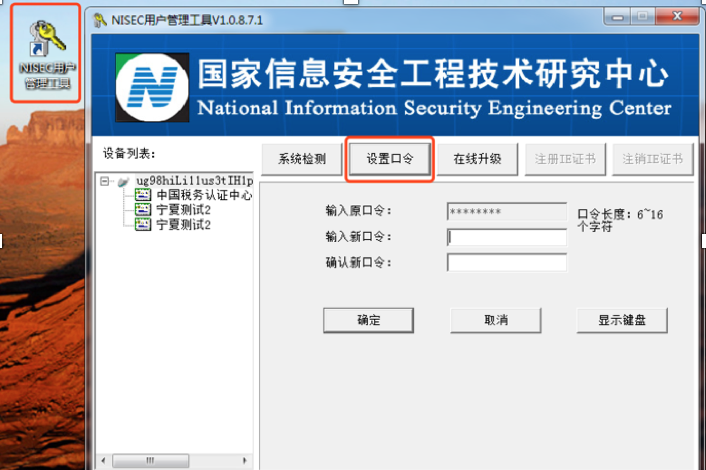 NISEC用户
管理工具
NISEC用户管理工具V1.0.8.7.1
国家信息安全工程技术研究中心
National Information Security Engineering Center
设备列表:
系统检测
设置口令
在线升级
注册IE证书
注销IE证书
中国税务认证中心
宁夏测试2
宁夏测试2
输入原口令:
********
口令长度: 6~16
个字符
输入新口令:
确认新口令:
确定
取消
显示键盘